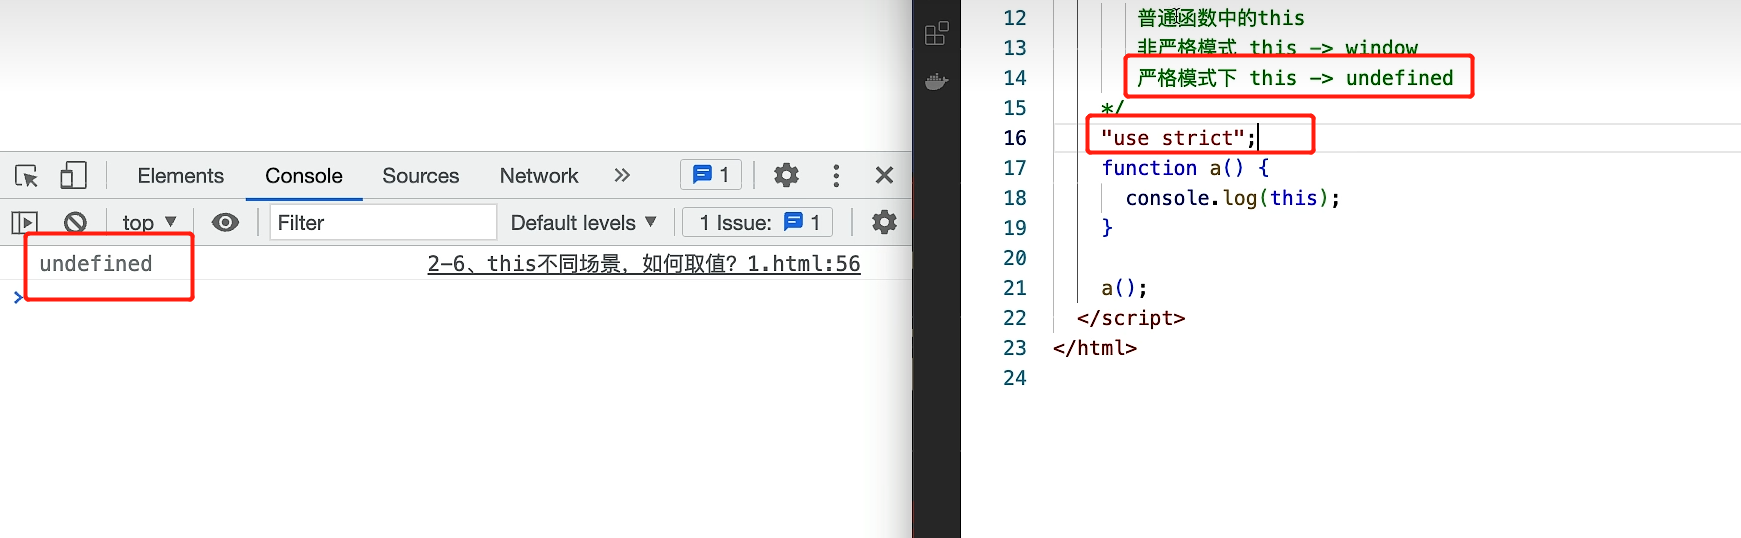 Elements Console Sources Network 1
top Filter Default levels 1 Issue: 1
undefined 2-6、this不同场景，如何取值？1.html:56
12 普通函数中的this
13 非严格模式 this -> window
14 严格模式下 this -> undefined
15 */
16 "use strict";
17 function a() {
18 console.log(this);
19 }
20
21 a();
22 </script>
23 </html>
24